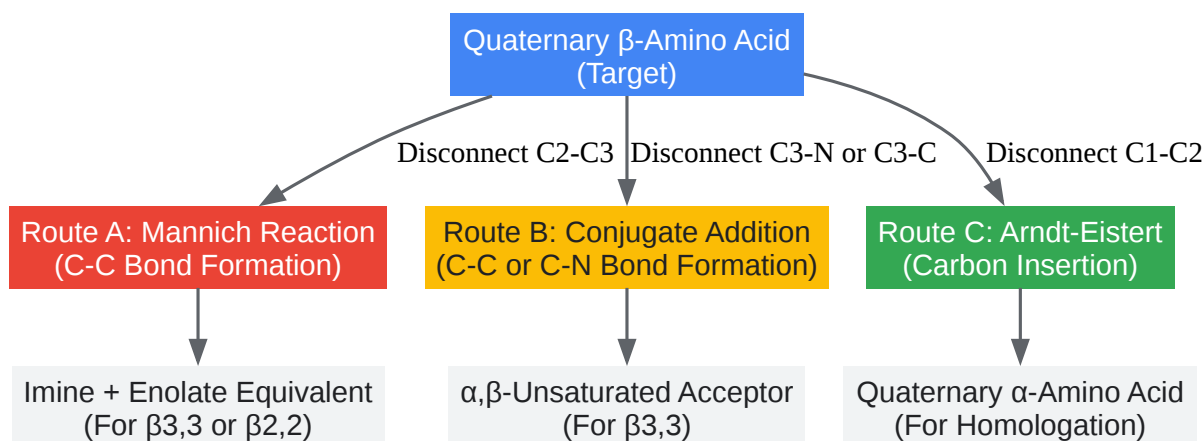 Quaternary β-Amino Acid
(Target)
Disconnect C2-C3
Disconnect C3-N or C3-C
Disconnect C1-C2
Route A: Mannich Reaction
(C-C Bond Formation)
Route B: Conjugate Addition
(C-C or C-N Bond Formation)
Route C: Arndt-Eistert
(Carbon Insertion)
Imine + Enolate Equivalent
(For β3,3 or β2,2)
α,β-Unsaturated Acceptor
(For β3,3)
Quaternary α-Amino Acid
(For Homologation)